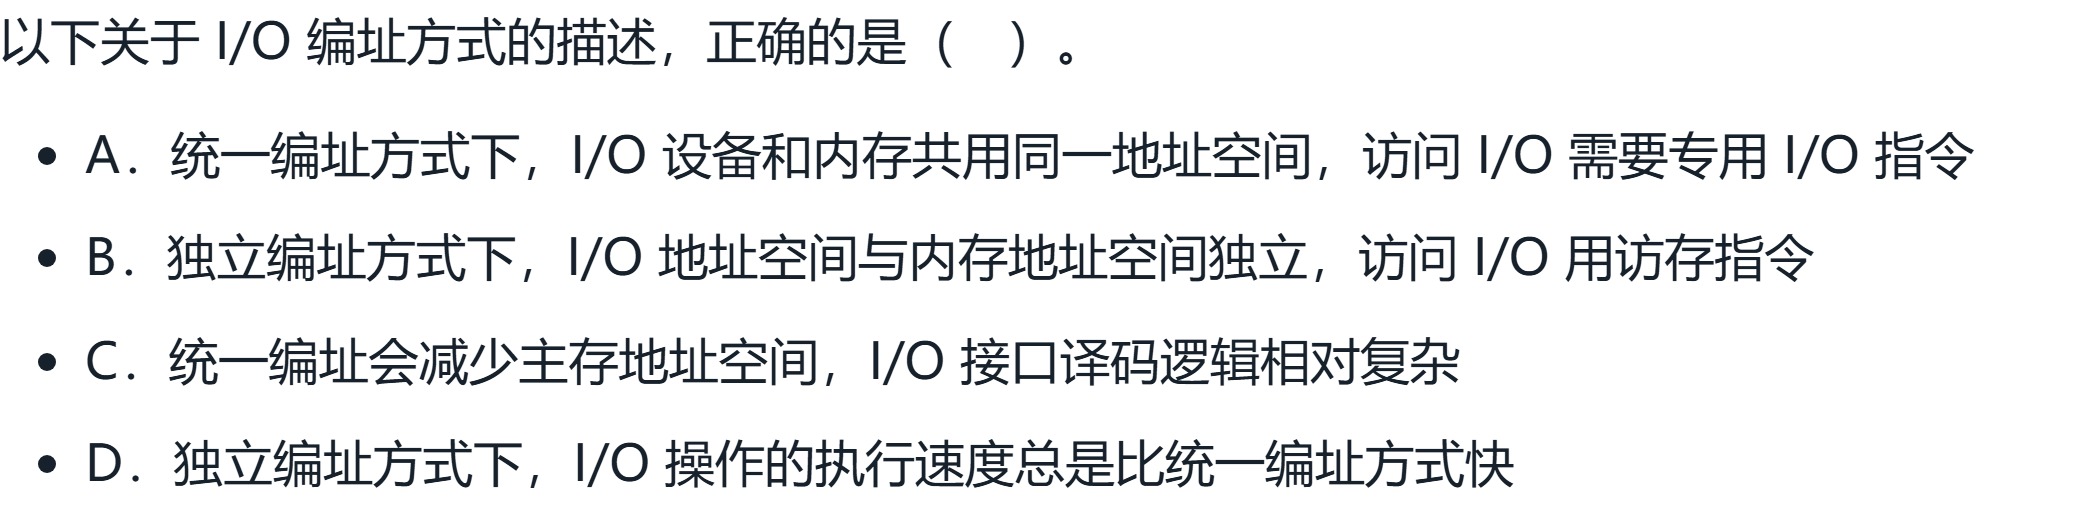 以下关于 I/O 编址方式的描述，正确的是（　）。
• A．统一编址方式下，I/O 设备和内存共用同一地址空间，访问 I/O 需要专用 I/O 指令
• B．独立编址方式下，I/O 地址空间与内存地址空间独立，访问 I/O 用访存指令
• C．统一编址会减少主存地址空间，I/O 接口译码逻辑相对复杂
• D．独立编址方式下，I/O 操作的执行速度总是比统一编址方式快